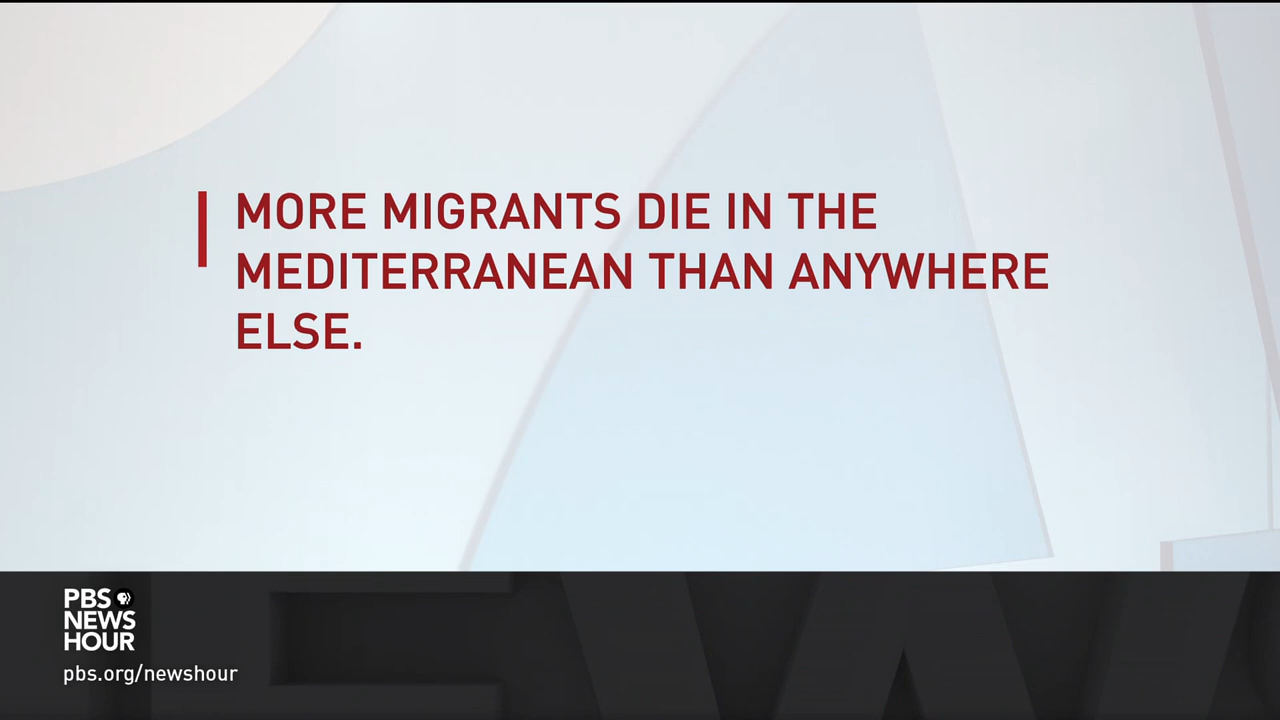 MORE MIGRANTS DIE IN THE
MEDITERRANEAN THAN ANYWHERE
ELSE.
PBS
NEWS
HOUR
pbs.org/newshour